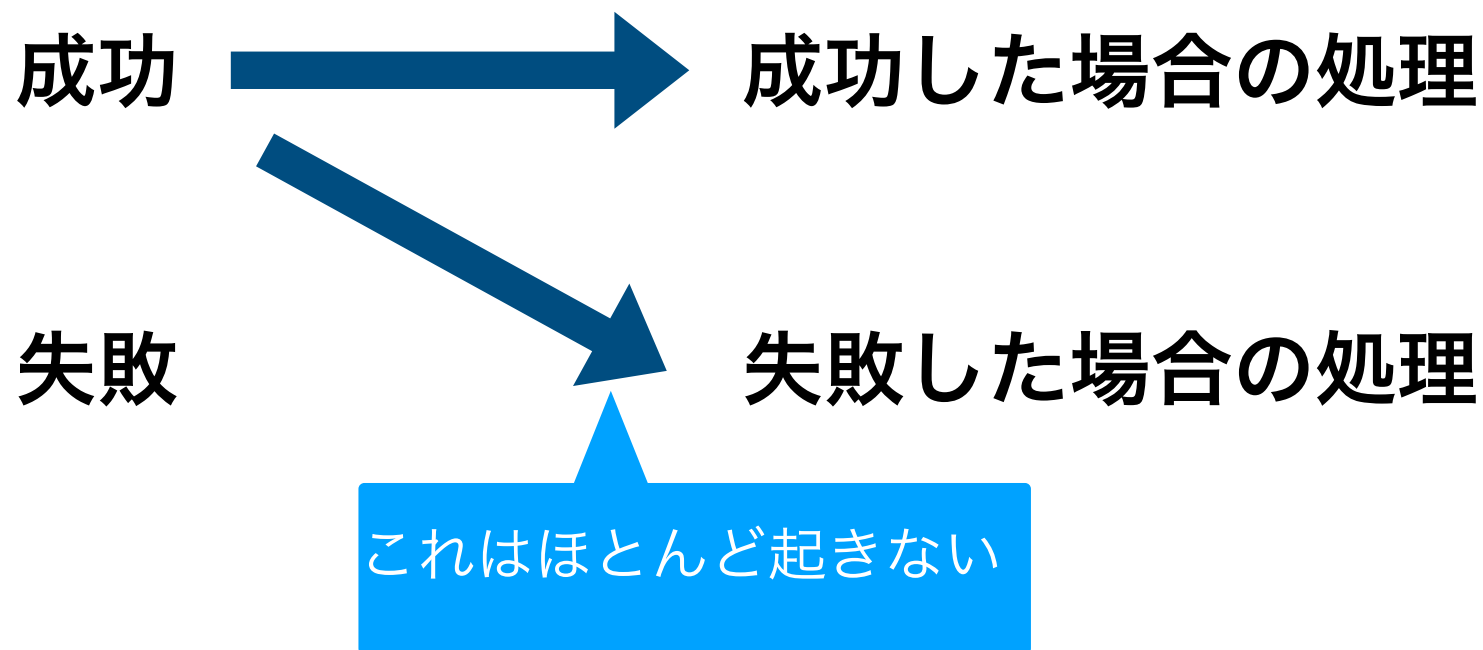 成功
成功した場合の処理
失敗
失敗した場合の処理
これはほとんど起きない